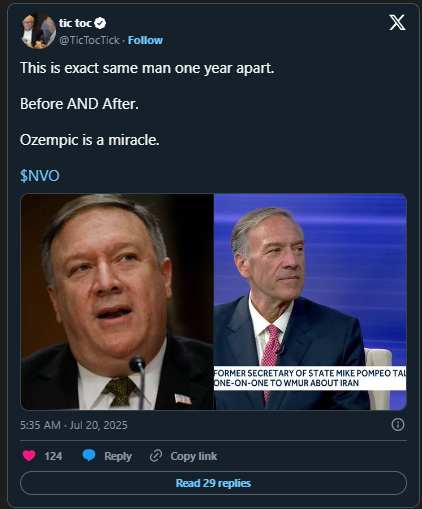 tic toc
@TicTocTick · Follow
This is exact same man one year apart.
Before AND After.
Ozempic is a miracle.
$NVO
FORMER SECRETARY OF STATE MIKE POMPEO TAL
ONE-ON-ONE TO WMUR ABOUT IRAN
5:35 AM · Jul 20, 2025
124 Reply Copy link
Read 29 replies